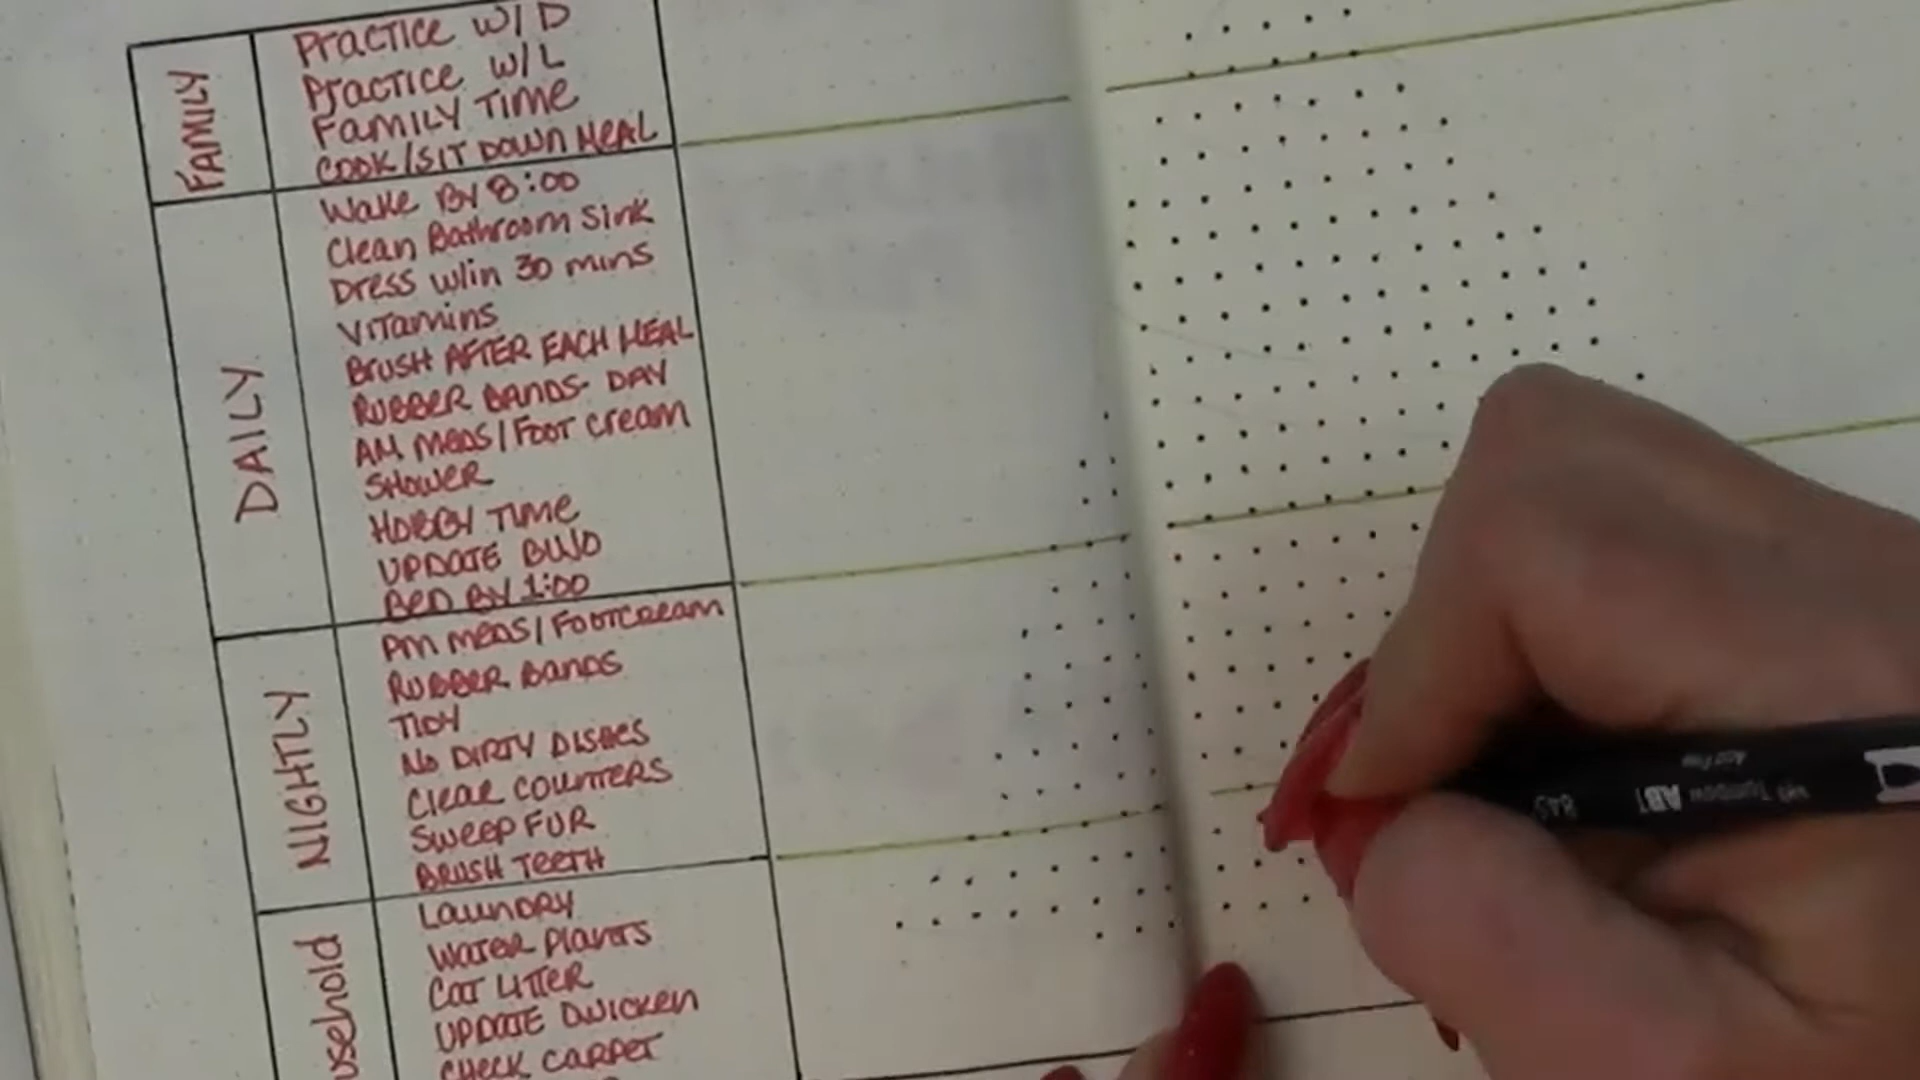 FAMILY
Practice w/ D
Practice w/ L
FAMILY TIME
COOK/SIT DOWN MEAL
DAILY
Wake By 8:00
Clean Bathroom Sink
Dress w/in 30 mins
VITAMINS
BRUSH AFTER EACH MEAL
RUBBER BANDS- DAY
AM MEDS/FOOT CREAM
SHOWER
HOBBY TIME
UPDATE BWO
BED BY 1:00
NIGHTLY
PM MEDS/FOOTCREAM
RUBBER BANDS
TIDY
NO DIRTY DISHES
CLEAR COUNTERS
SWEEP FUR
BRUSH TEETH
usehold
LAUNDRY
WATER PLANTS
CAT LITTER
UPDATE QUICKEN
CHECK CARPET
Tombow ABT